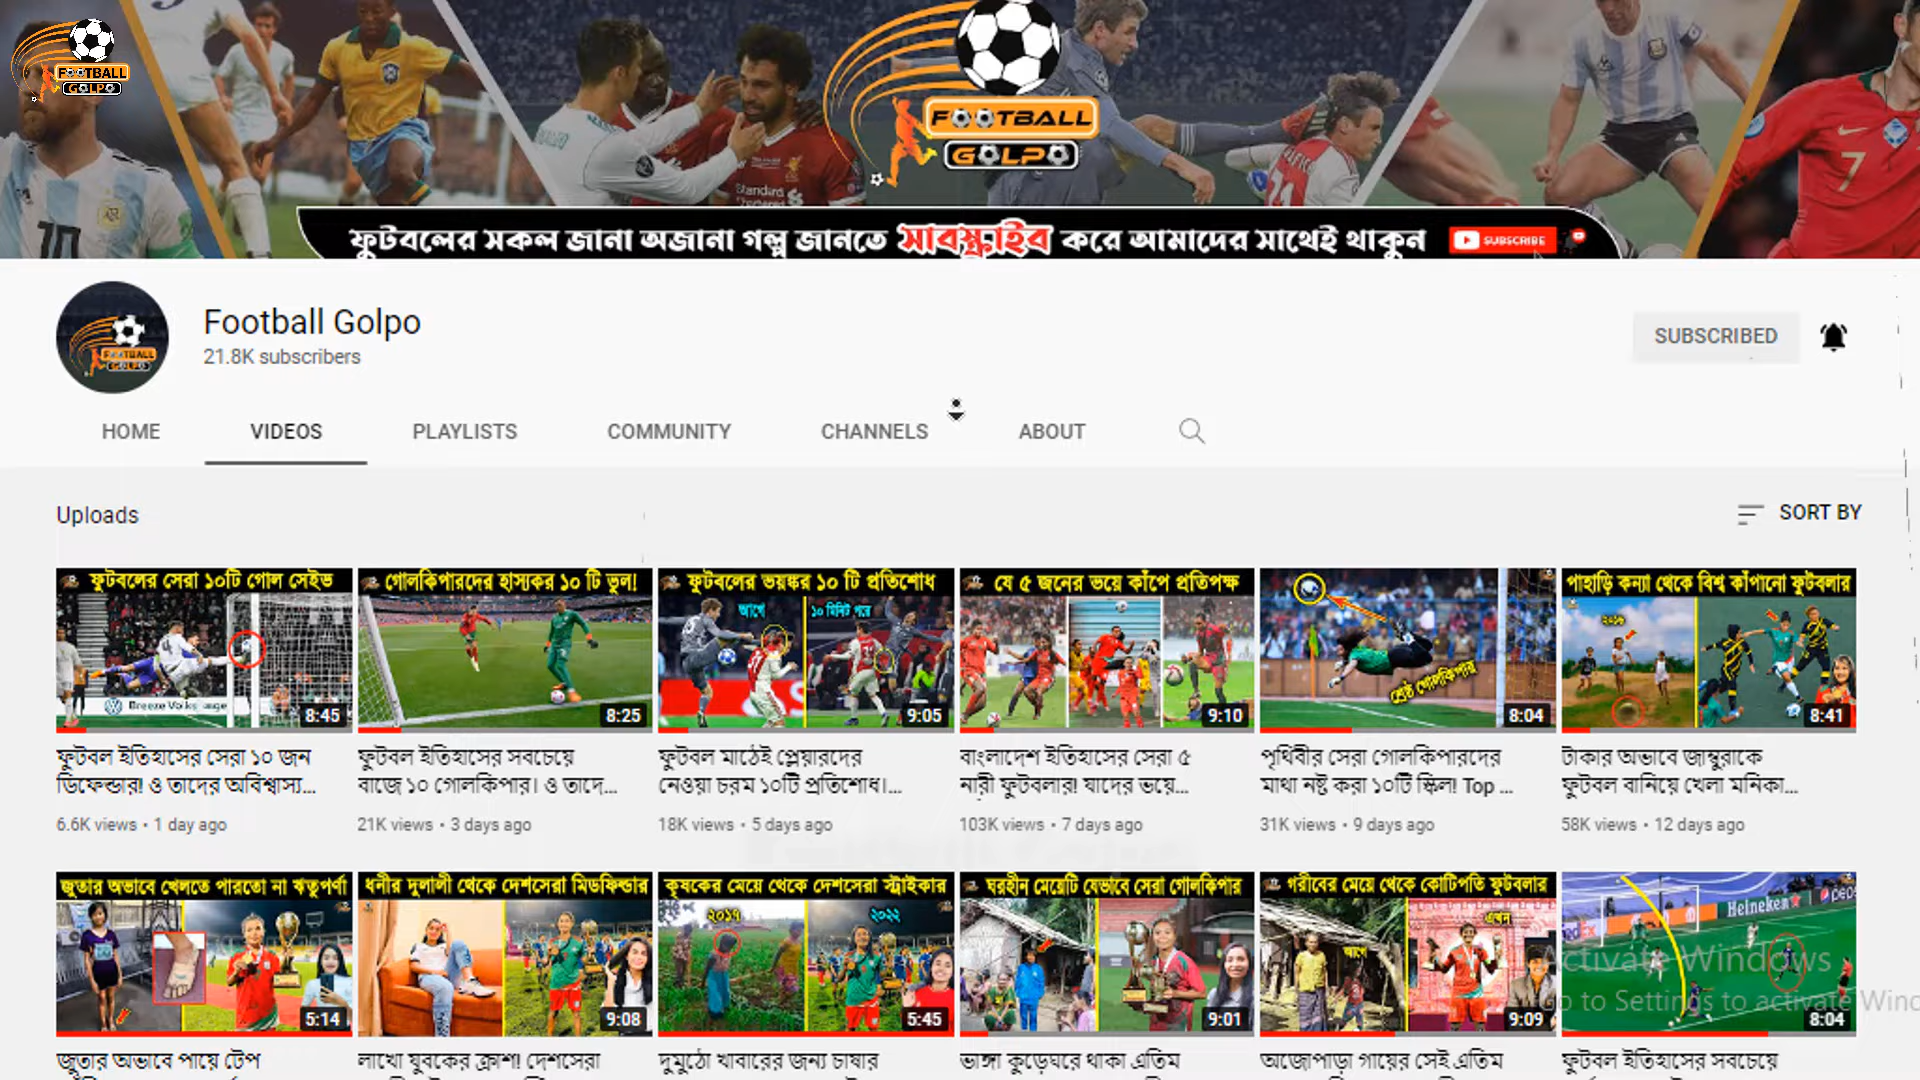 FOOTBALL
GOLPO
FOOTBALL
GOLPO
10
7
ফুটবলের সকল জানা অজানা গল্প জানতে সাবস্ক্রাইব করে আমাদের সাথেই থাকুন
SUBSCRIBE
Football Golpo
21.8K subscribers
SUBSCRIBED
HOME VIDEOS PLAYLISTS COMMUNITY CHANNELS ABOUT
Uploads
SORT BY
ফুটবলের সেরা ১০টি গোল সেইভ
8:45
গোলকিপারদের হাস্যকর ১০ টি ভুল!
8:25
ফুটবলের ভয়ঙ্কর ১০ টি প্রতিশোধ
আগে
১০ মিনিট পরে
9:05
যে ৫ জনের ভয়ে কাঁপে প্রতিপক্ষ
9:10
শ্রেষ্ঠ গোলকিপার
8:04
পাহাড়ি কন্যা থেকে বিশ্ব কাঁপানো ফুটবলার
২০১৬
8:41
ফুটবল ইতিহাসের সেরা ১০ জন
ডিফেন্ডার! ও তাদের অবিশ্বাস্য...
6.6K views • 1 day ago
ফুটবল ইতিহাসের সবচেয়ে
বাজে ১০ গোলকিপার। ও তাদে...
21K views • 3 days ago
ফুটবল মাঠেই প্লেয়ারদের
নেওয়া চরম ১০টি প্রতিশোধ।...
18K views • 5 days ago
বাংলাদেশ ইতিহাসের সেরা ৫
নারী ফুটবলার! যাদের ভয়ে...
103K views • 7 days ago
পৃথিবীর সেরা গোলকিপারদের
মাথা নষ্ট করা ১০টি স্কিল! Top ...
31K views • 9 days ago
টাকার অভাবে জাম্বুরাকে
ফুটবল বানিয়ে খেলা মনিকা...
58K views • 12 days ago
জুতার অভাবে খেলতে পারতো না ঋতুপর্ণা
5:14
ধনীর দুলালী থেকে দেশসেরা মিডফিল্ডার
9:08
কৃষকের মেয়ে থেকে দেশসেরা স্ট্রাইকার
২০১৭
২০২২
5:45
ঘরহীন মেয়েটি যেভাবে সেরা গোলকিপার
9:01
গরীবের মেয়ে থেকে কোটিপতি ফুটবলার
আগে
এখন
9:09
Heineken
8:04
Activate Windows
Go to Settings to activate Winc
জুতার অভাবে পায়ে টেপ
লাখো যুবকের ক্রাশ! দেশসেরা
দুমুঠো খাবারের জন্য চাষার
ভাঙ্গা কুড়েঘরে থাকা এতিম
অজোপাড়া গায়ের সেই এতিম
ফুটবল ইতিহাসের সবচেয়ে